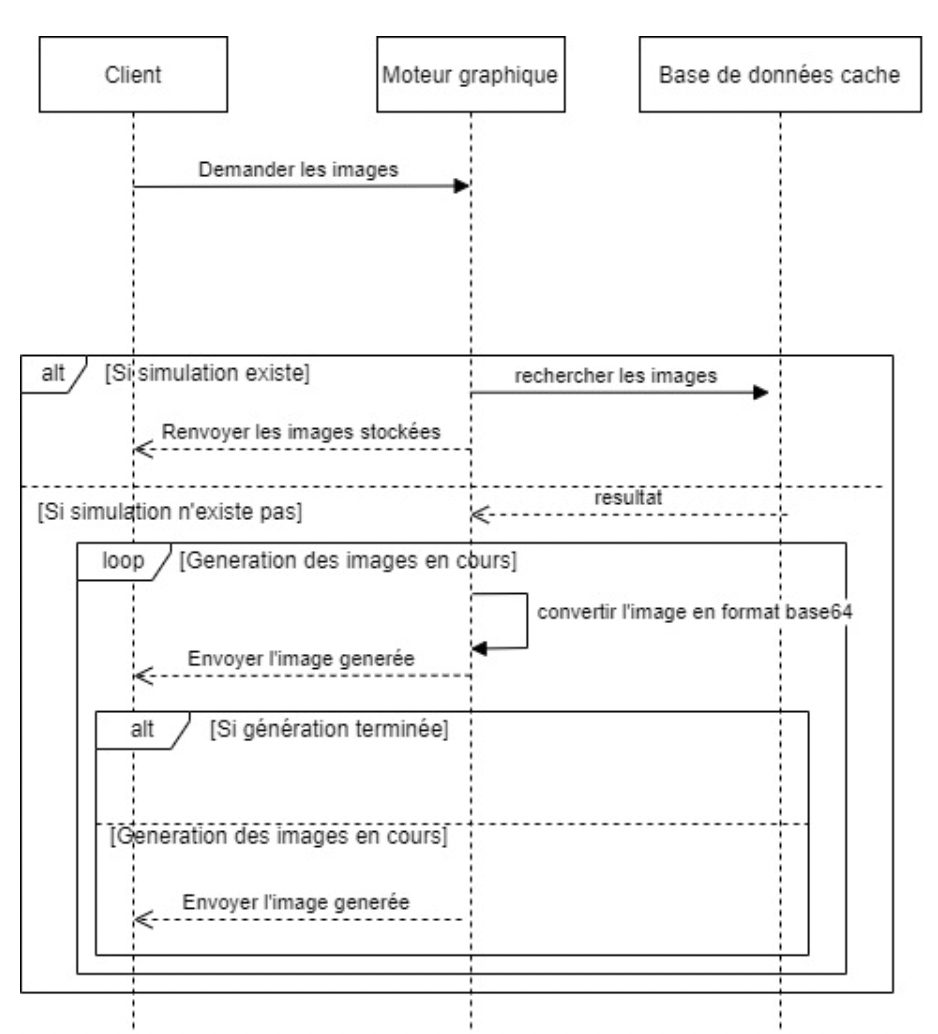 Client
Moteur graphique
Base de données cache
Demander les images
alt
[Si simulation existe]
rechercher les images
Renvoyer les images stockées
resultat
[Si simulation n'existe pas]
loop
[Generation des images en cours]
convertir l'image en format base64
Envoyer l'image generée
alt
[Si génération terminée]
[Generation des images en cours]
Envoyer l'image generée